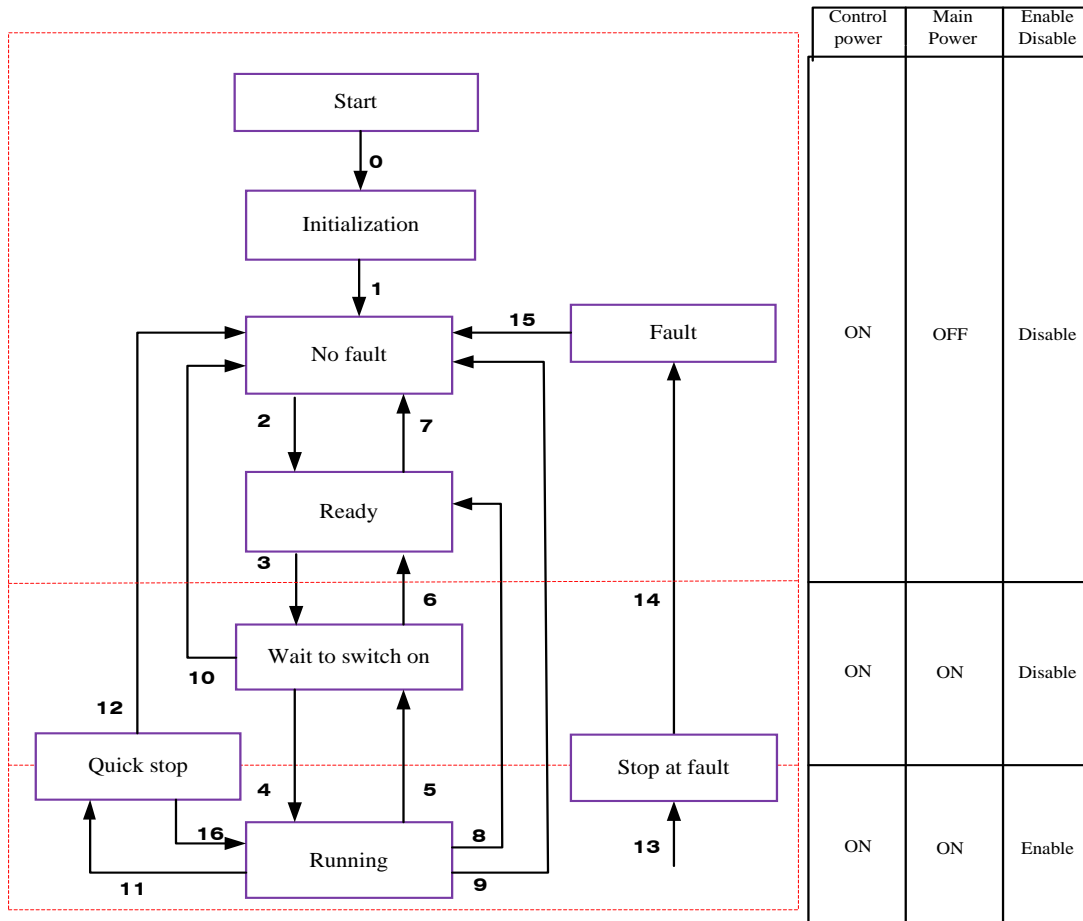 Control power
Main Power
Enable Disable
Start
0
Initialization
1
15
No fault
Fault
ON
OFF
Disable
2
7
Ready
3
6
14
Wait to switch on
10
ON
ON
Disable
12
Quick stop
Stop at fault
4
5
16
8
13
Running
11
9
ON
ON
Enable